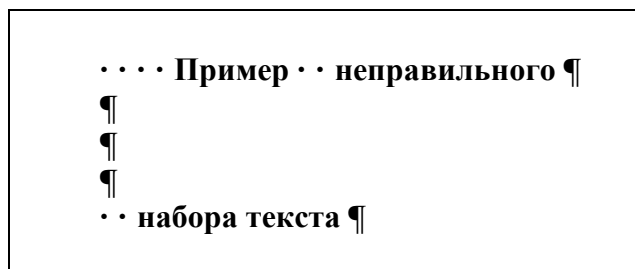 · · · · Пример · · неправильного ¶
¶
¶
¶
· · набора текста ¶